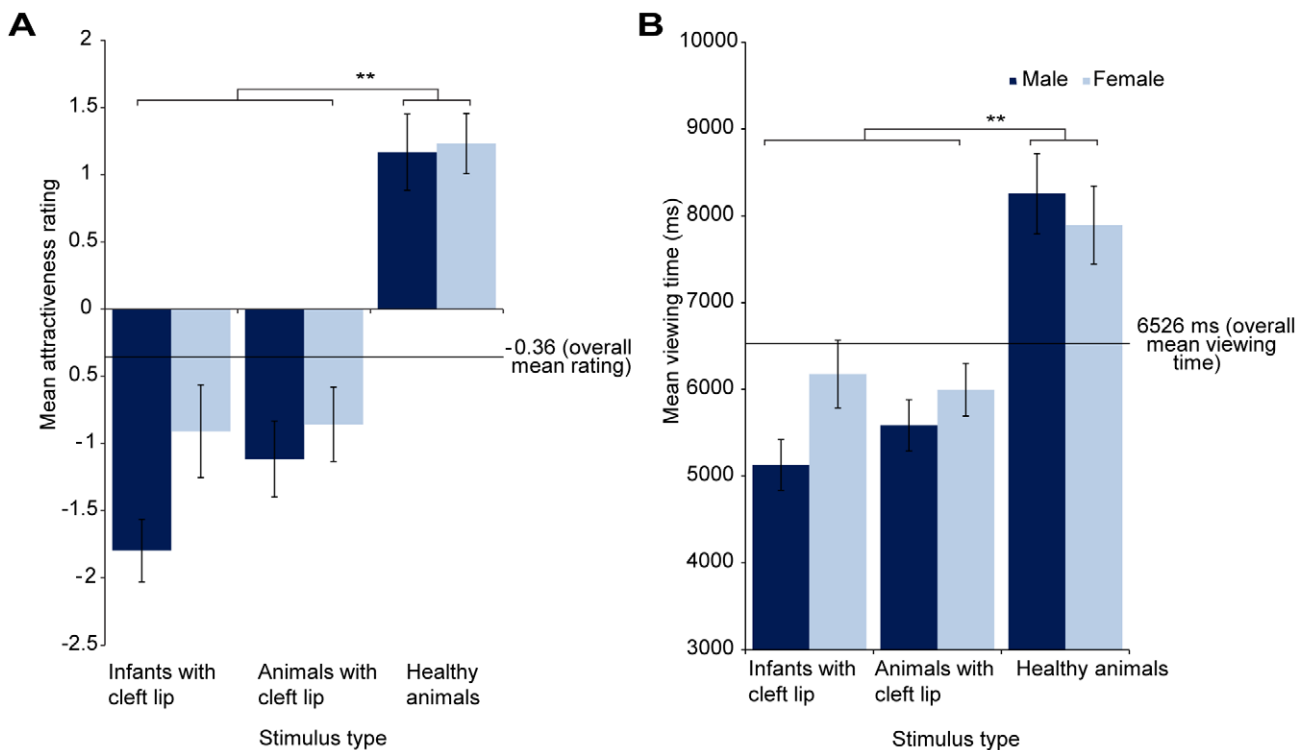 A
2
1.5
1
0.5
0
0.5
-1
-1.5
-2
-2.5
Mean attractiveness rating
**
-0.36 (overall
mean rating)
Infants with
cleft lip
Animals with
cleft lip
Healthy
animals
Stimulus type
B
10000
9000
8000
7000
6000
5000
4000
3000
Mean viewing time (ms)
Male
Female
**
6526 ms (overall
mean viewing
time)
Infants with
cleft lip
Animals with
cleft lip
Healthy animals
Stimulus type